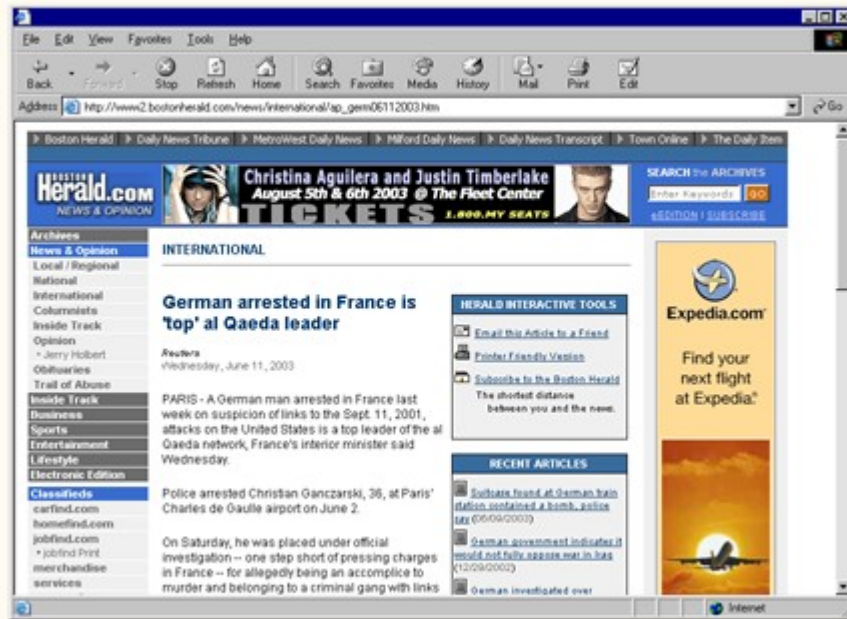 File Edit View Favorites Tools Help
Back Forward Stop Refresh Home Search Favorites Media History Mail Print Edit
Address http://www2.bostonherald.com/news/international/ap_germ06112003.htm Go
Boston Herald Daily News Tribune MetroWest Daily News Milford Daily News Daily News Transcript Town Online The Daily Item
BOSTON
Herald.COM
NEWS & OPINION
Christina Aguilera and Justin Timberlake
August 5th & 6th 2003 @ The Fleet Center
TICKETS 1.800.MY SEATS
SEARCH the ARCHIVES
Enter Keywords GO
eEDITION | SUBSCRIBE
Archives
News & Opinion
Local / Regional
National
International
Columnists
Inside Track
Opinion
• Jerry Holbert
Obituaries
Trail of Abuse
Inside Track
Business
Sports
Entertainment
Lifestyle
Electronic Edition
Classifieds
carfind.com
homefind.com
jobfind.com
• jobfind Print
merchandise
services
INTERNATIONAL
German arrested in France is
'top' al Qaeda leader
Reuters
Wednesday, June 11, 2003
PARIS - A German man arrested in France last
week on suspicion of links to the Sept. 11, 2001,
attacks on the United States is a top leader of the al
Qaeda network, France's interior minister said
Wednesday.
Police arrested Christian Ganczarski, 36, at Paris'
Charles de Gaulle airport on June 2.
On Saturday, he was placed under official
investigation -- one step short of pressing charges
in France -- for allegedly being an accomplice to
murder and belonging to a criminal gang with links
HERALD INTERACTIVE TOOLS
Email this Article to a Friend
Printer Friendly Version
Subscribe to the Boston Herald
The shortest distance
between you and the news.
RECENT ARTICLES
Suitcase found at German train
station contained a bomb, police
say (06/09/2003)
German government indicates it
would not fully oppose war in Iraq
(12/29/2002)
German investigated over
Expedia.com
Find your
next flight
at Expedia.
Internet